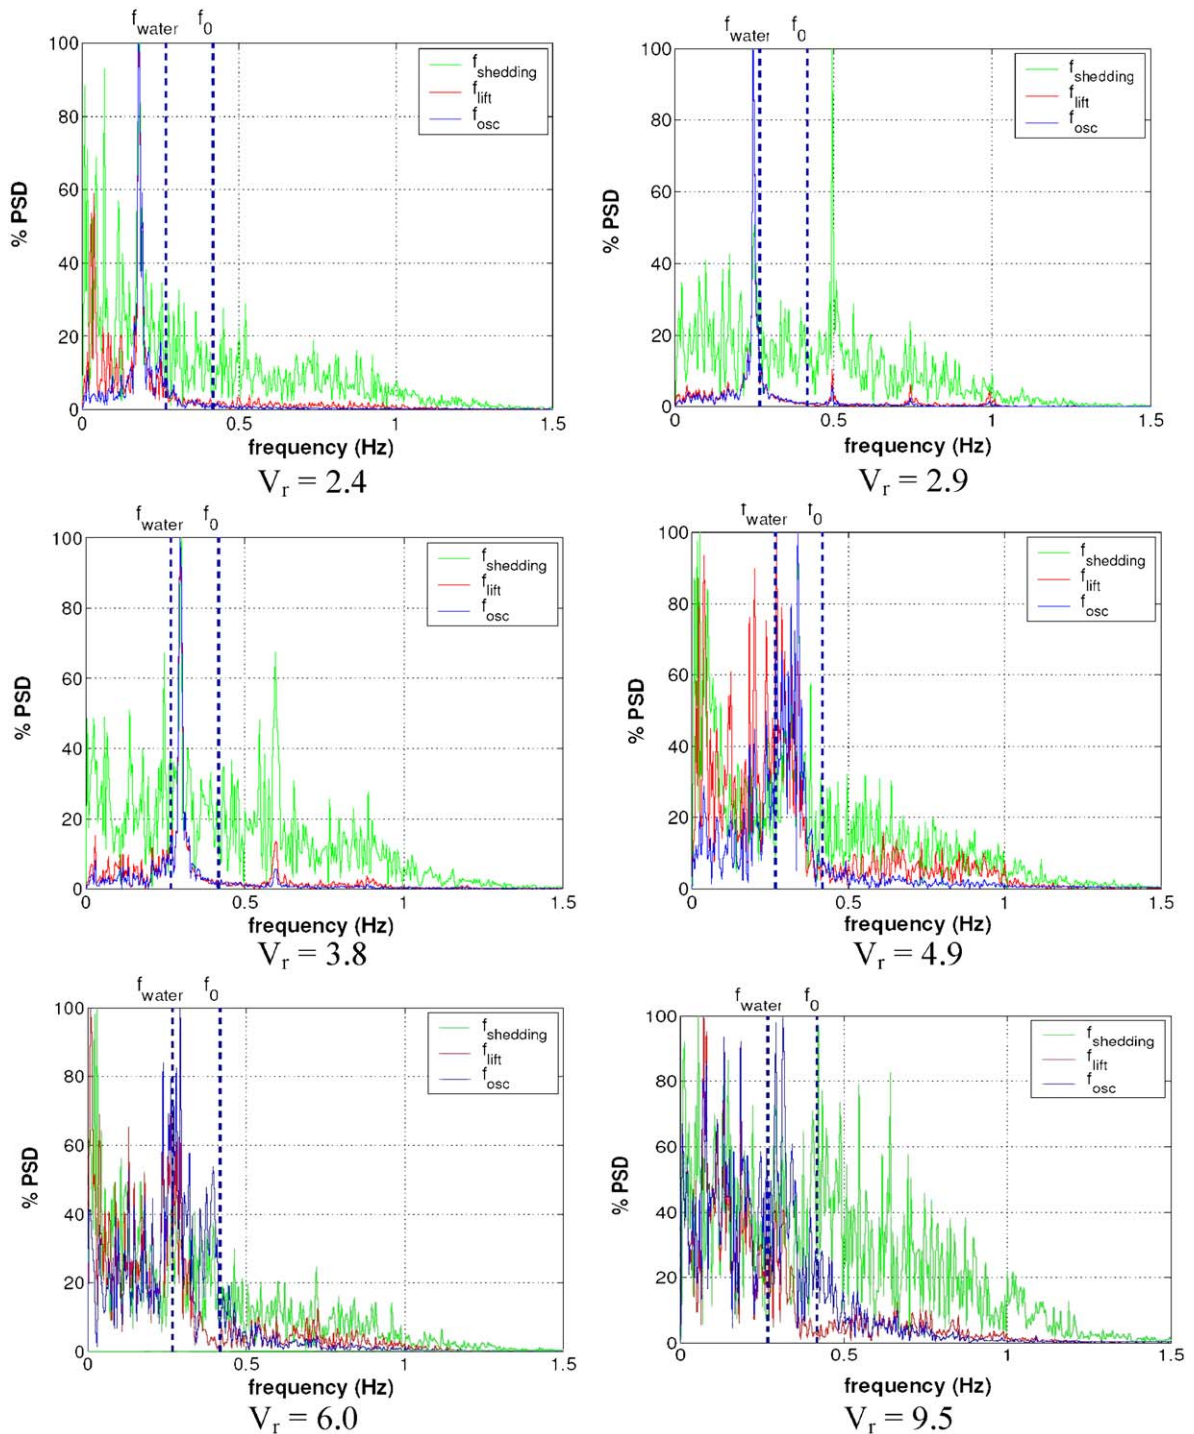 f_water f_0
100
80
60
40
20
0
% PSD
f_shedding
f_lift
f_osc
0 0.5 1 1.5
frequency (Hz)
V_r = 2.4
f_water f_0
100
80
60
40
20
0
% PSD
f_shedding
f_lift
f_osc
0 0.5 1 1.5
frequency (Hz)
V_r = 2.9
f_water f_0
100
80
60
40
20
0
% PSD
f_shedding
f_lift
f_osc
0 0.5 1 1.5
frequency (Hz)
V_r = 3.8
f_water f_0
100
80
60
40
20
0
% PSD
f_shedding
f_lift
f_osc
0 0.5 1 1.5
frequency (Hz)
V_r = 4.9
f_water f_0
100
80
60
40
20
0
% PSD
f_shedding
f_lift
f_osc
0 0.5 1 1.5
frequency (Hz)
V_r = 6.0
f_water f_0
100
80
60
40
20
0
% PSD
f_shedding
f_lift
f_osc
0 0.5 1 1.5
frequency (Hz)
V_r = 9.5